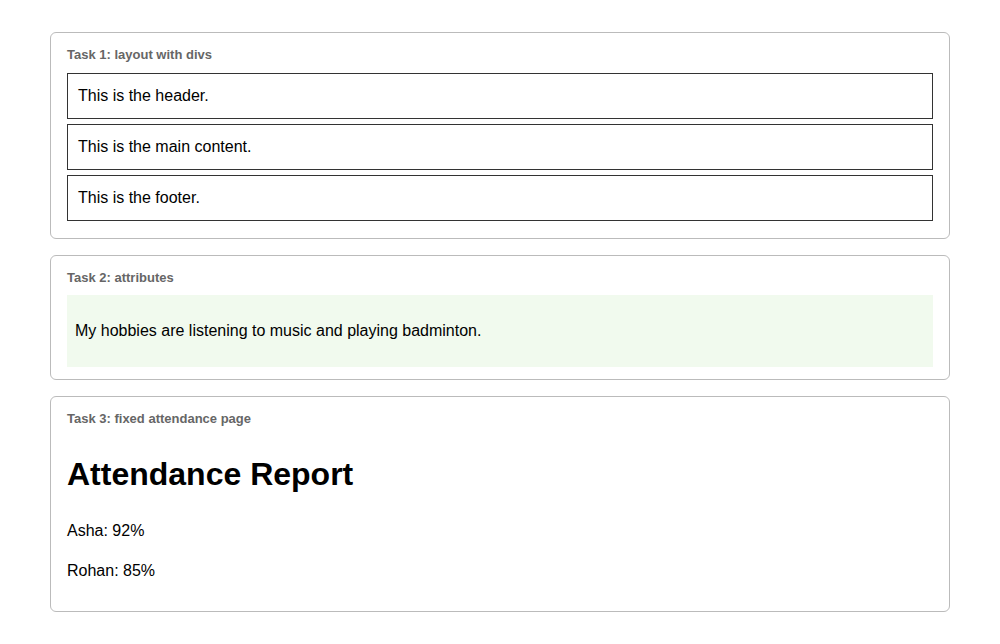 Task 1: layout with divs
This is the header.
This is the main content.
This is the footer.
Task 2: attributes
My hobbies are listening to music and playing badminton.
Task 3: fixed attendance page
Attendance Report
Asha: 92%
Rohan: 85%